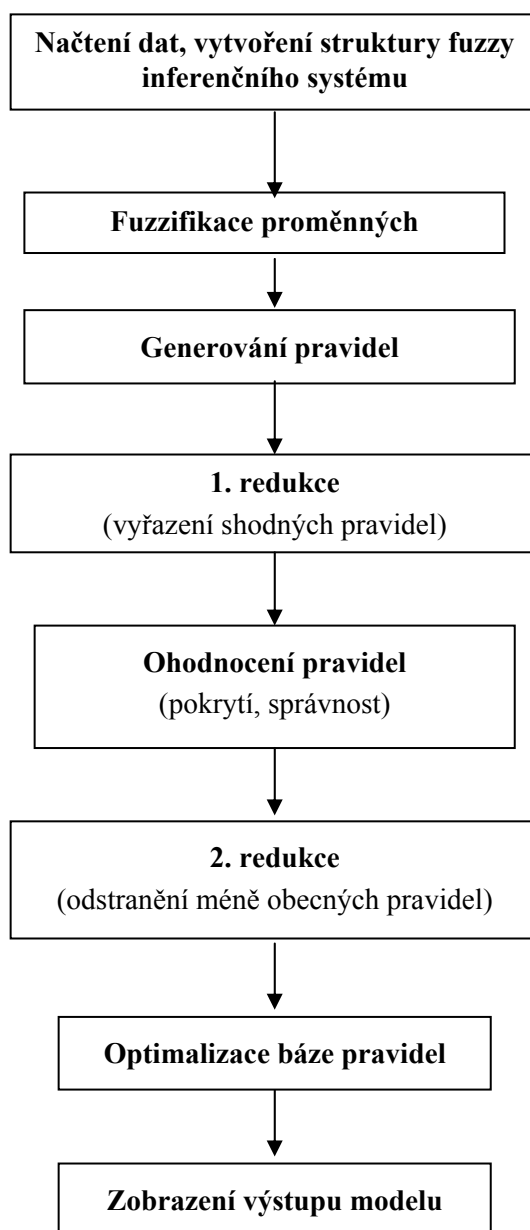 Načtení dat, vytvoření struktury fuzzy
inferenčního systému
Fuzzifikace proměnných
Generování pravidel
1. redukce
(vyřazení shodných pravidel)
Ohodnocení pravidel
(pokrytí, správnost)
2. redukce
(odstranění méně obecných pravidel)
Optimalizace báze pravidel
Zobrazení výstupu modelu